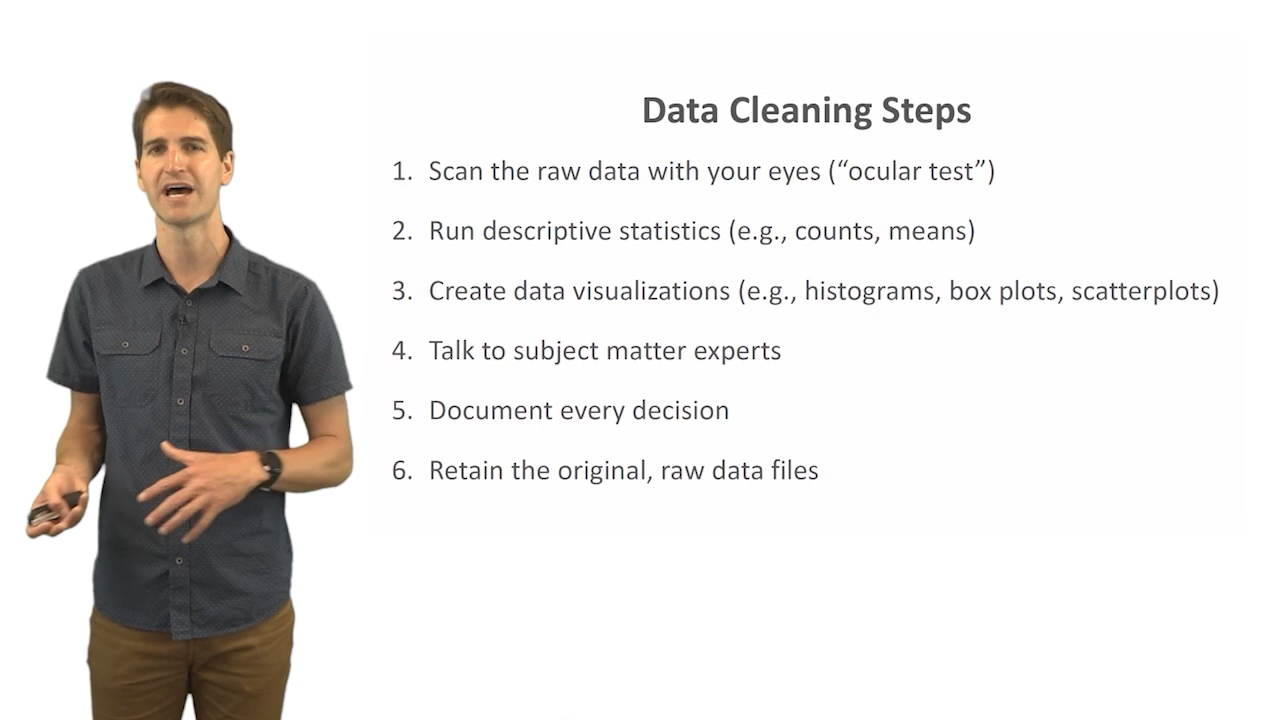 Data Cleaning Steps
1. Scan the raw data with your eyes (“ocular test”)
2. Run descriptive statistics (e.g., counts, means)
3. Create data visualizations (e.g., histograms, box plots, scatterplots)
4. Talk to subject matter experts
5. Document every decision
6. Retain the original, raw data files